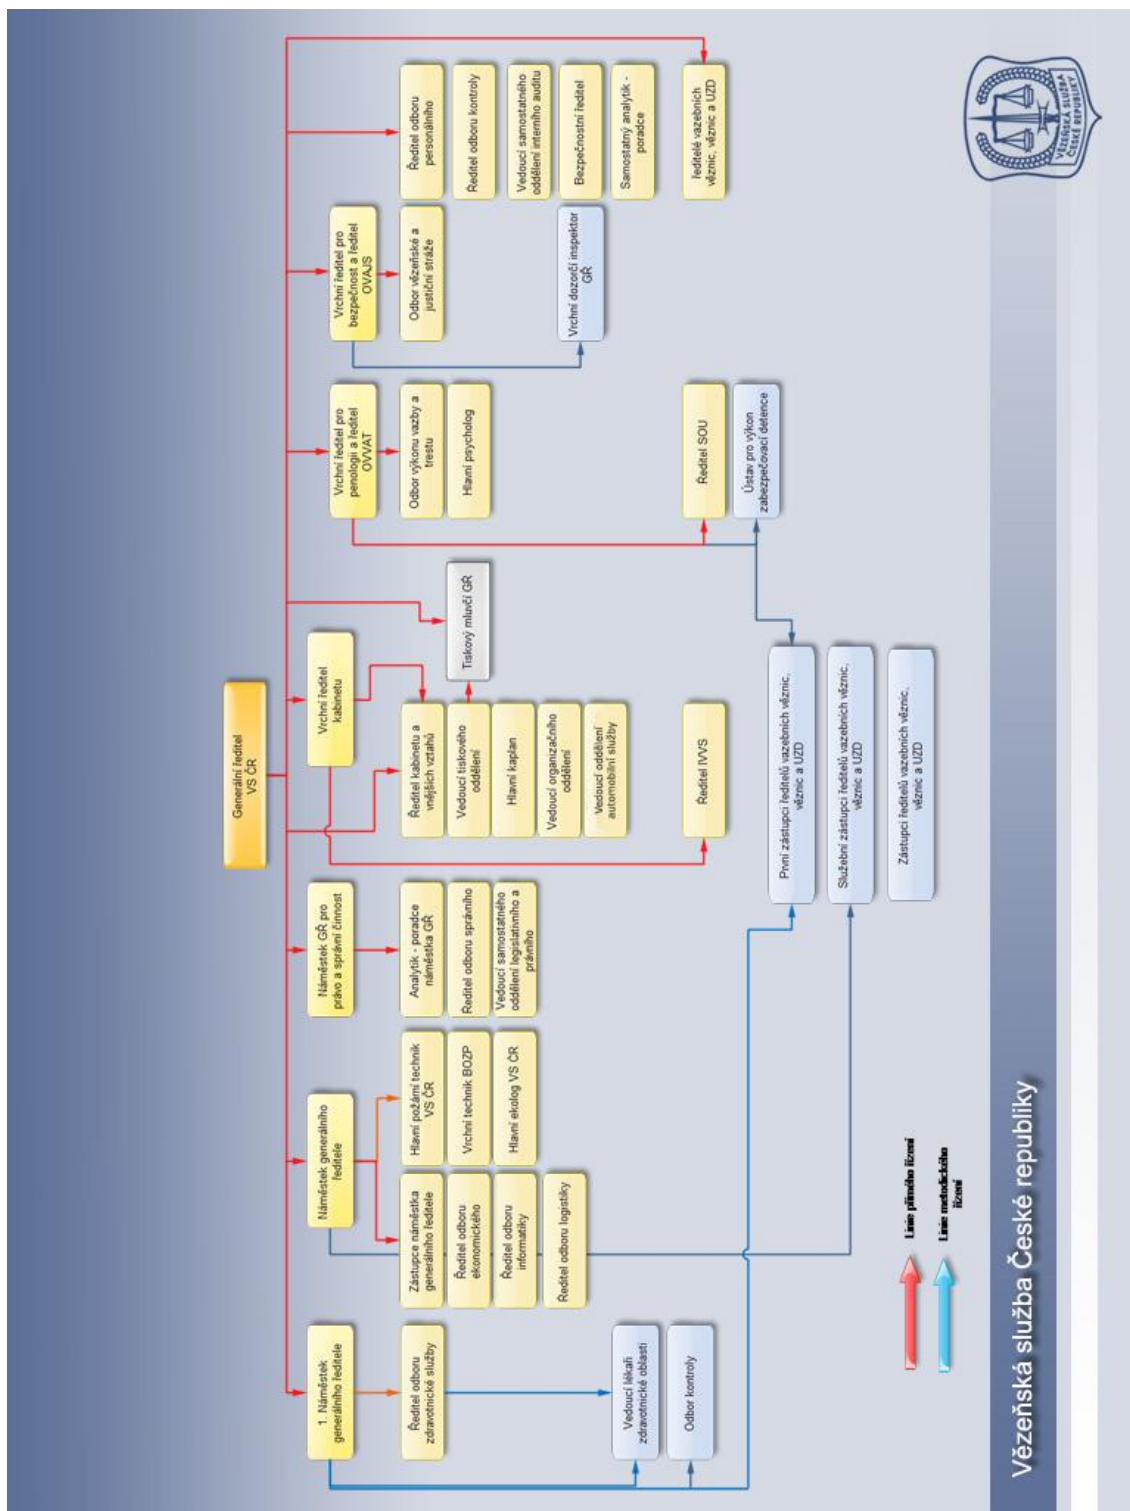 Generální ředitel
VS ČR
1. Náměstek
generálního ředitele
Náměstek generálního
ředitele
Náměstek GŘ pro
právo a správní činnost
Vrchní ředitel
kabinetu
Vrchní ředitel pro
penologii a ředitel
OVVAT
Vrchní ředitel pro
bezpečnost a ředitel
OVAJS
Ředitel odboru
zdravotnické služby
Zástupce náměstka
generálního ředitele
Ředitel odboru
ekonomického
Ředitel odboru
informatiky
Ředitel odboru logistiky
Hlavní požární technik
VS ČR
Vrchní technik BOZP
Hlavní ekolog VS ČR
Analytik - poradce
náměstka GŘ
Ředitel odboru správního
Vedoucí samostatného
oddělení legislativního a
právního
Ředitel kabinetu a
vnějších vztahů
Vedoucí tiskového
oddělení
Hlavní kaplan
Vedoucí organizačního
oddělení
Vedoucí oddělení
automobilní služby
Tiskový mluvčí GŘ
Odbor výkonu vazby a
trestu
Hlavní psycholog
Odbor vězeňské a
justiční stráže
Vrchní dozorčí inspektor
GŘ
Ředitel odboru
personálního
Ředitel odboru kontroly
Vedoucí samostatného
oddělení interního auditu
Bezpečnostní ředitel
Samostatný analytik -
poradce
Vedoucí lékaři
zdravotnické oblasti
Odbor kontroly
Ředitel IVVS
Ředitel SOU
Ústav pro výkon
zabezpečovací detence
ředitelé vazebních
věznic, věznic a UZD
První zástupci ředitelů vazebních věznic,
věznic a UZD
Služební zástupci ředitelů vazebních věznic,
věznic a UZD
Zástupci ředitelů vazebních věznic,
věznic a UZD
Linie přímého řízení
Linie metodického
řízení
Vězeňská služba České republiky
VĚZEŇSKÁ SLUŽBA
ČESKÉ REPUBLIKY